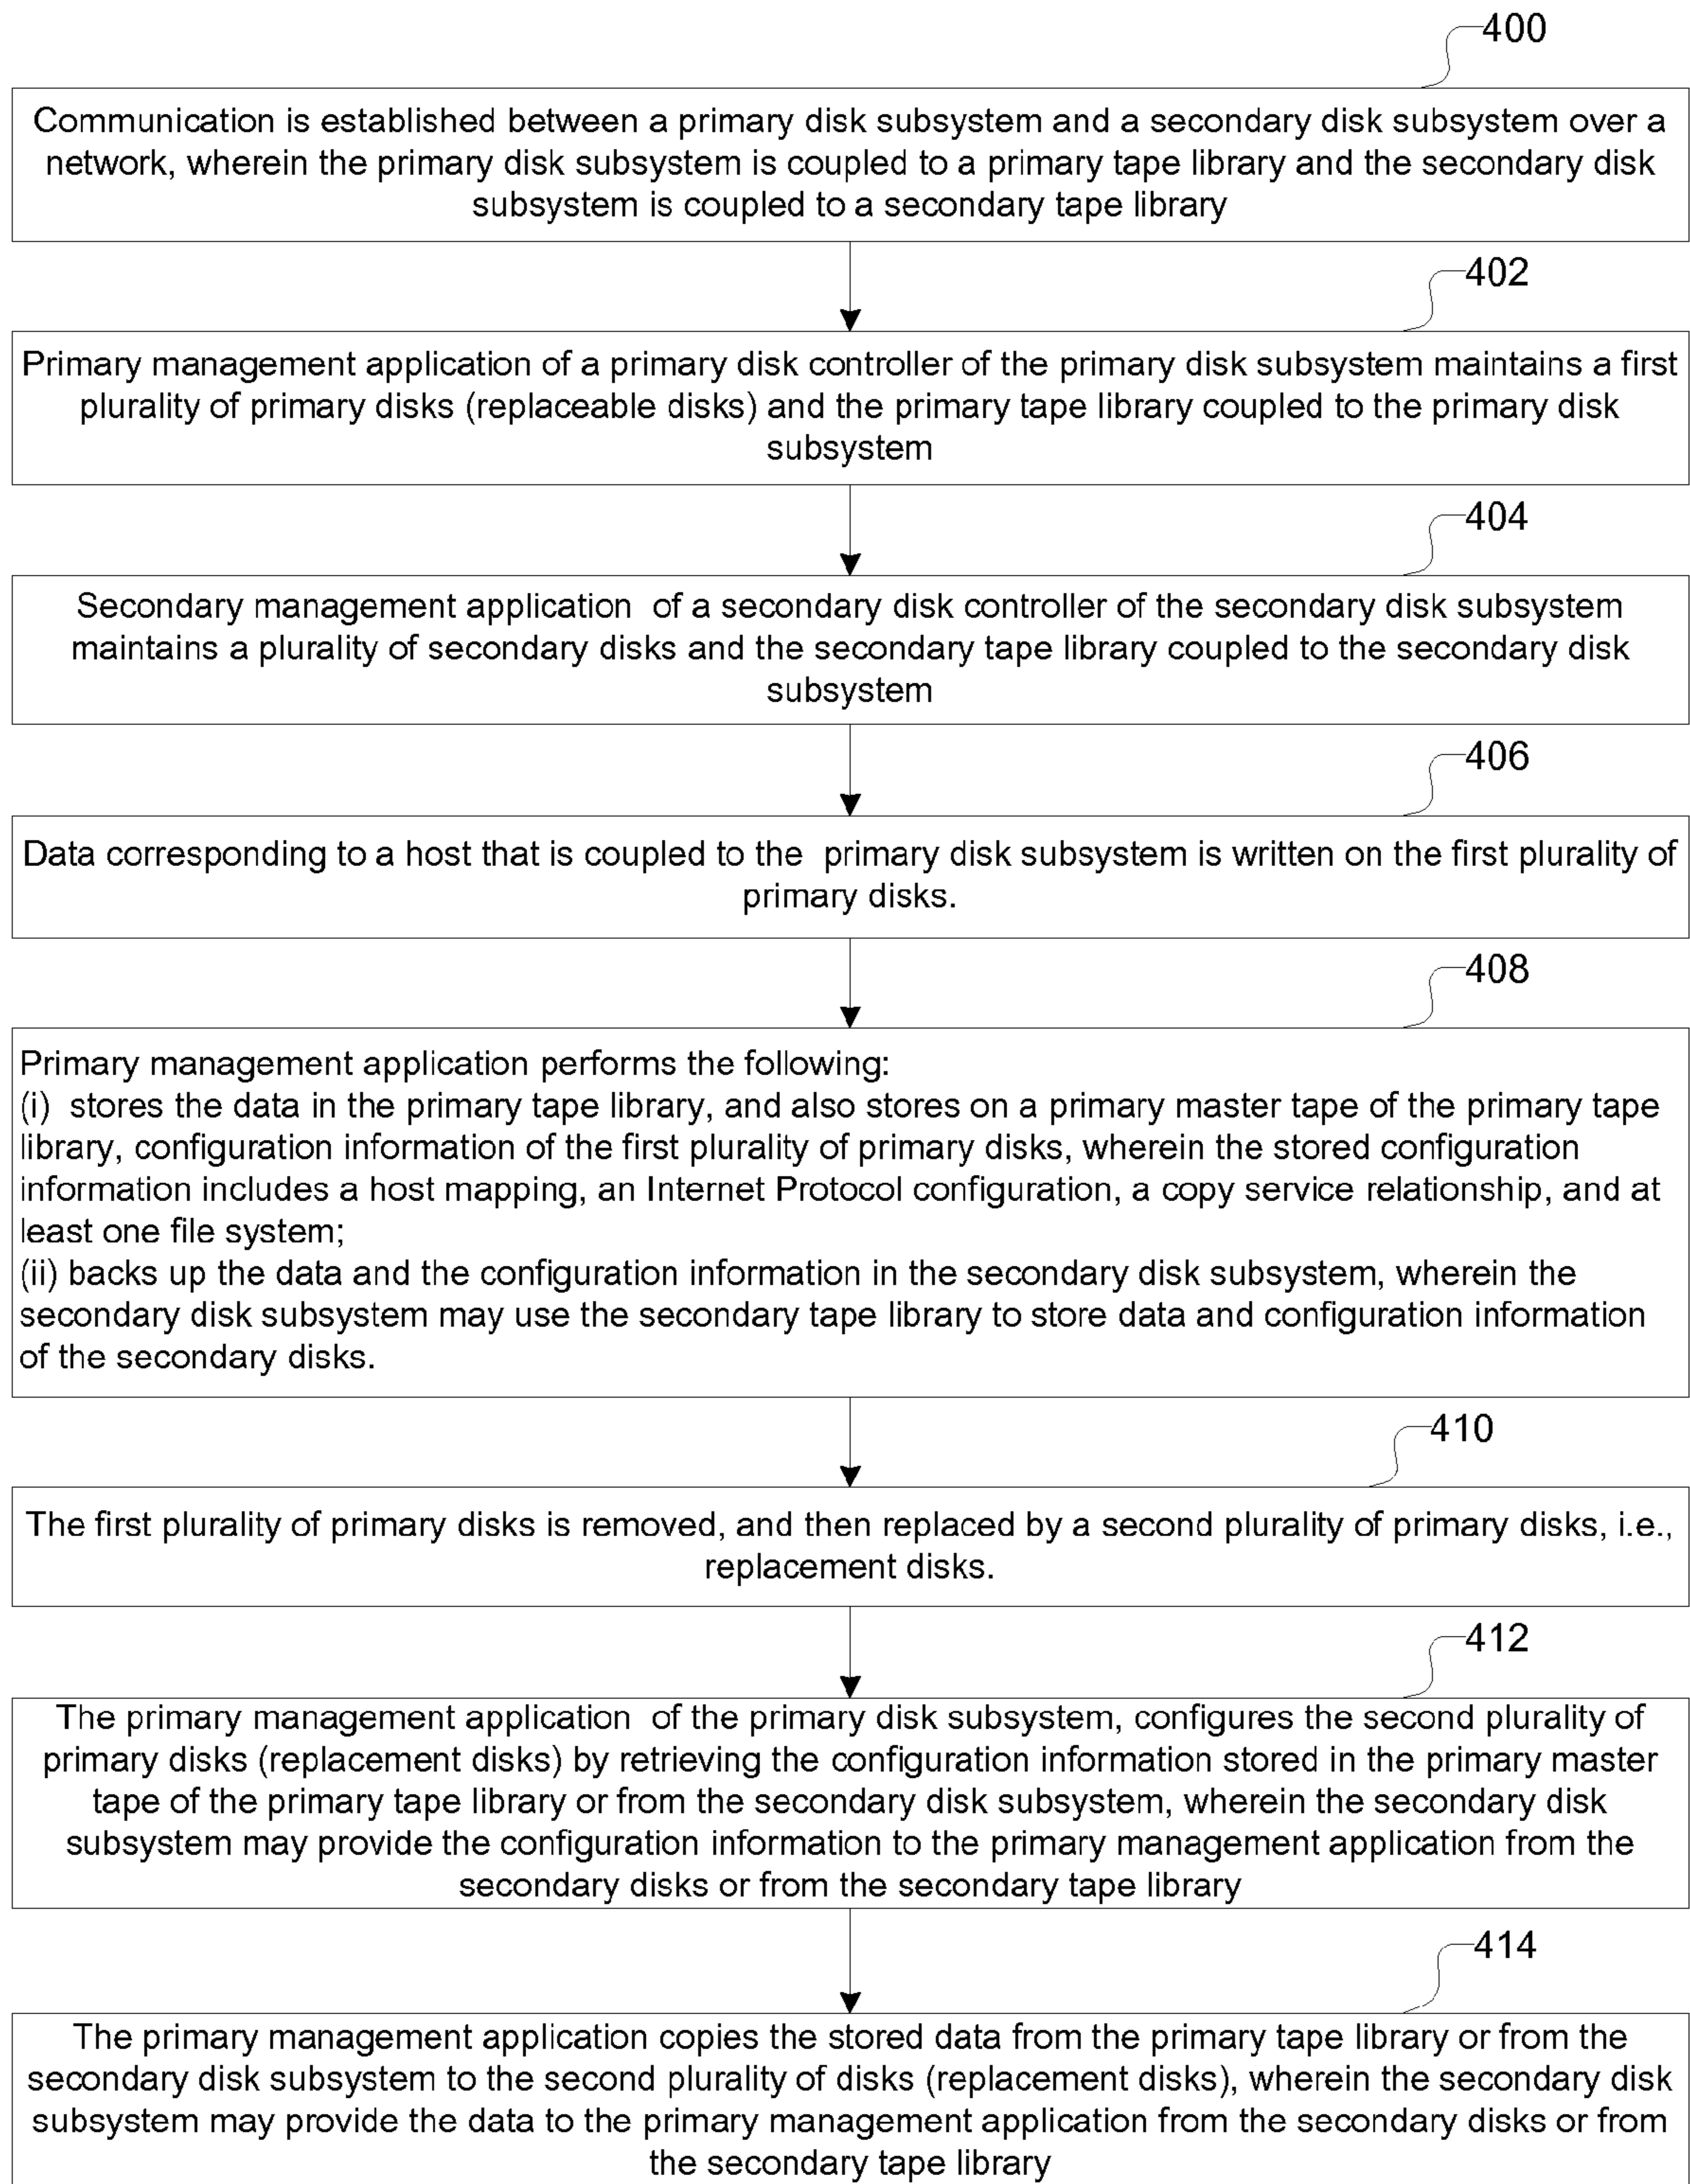 400
Communication is established between a primary disk subsystem and a secondary disk subsystem over a
network, wherein the primary disk subsystem is coupled to a primary tape library and the secondary disk
subsystem is coupled to a secondary tape library
402
Primary management application of a primary disk controller of the primary disk subsystem maintains a first
plurality of primary disks (replaceable disks) and the primary tape library coupled to the primary disk
subsystem
404
Secondary management application of a secondary disk controller of the secondary disk subsystem
maintains a plurality of secondary disks and the secondary tape library coupled to the secondary disk
subsystem
406
Data corresponding to a host that is coupled to the primary disk subsystem is written on the first plurality of
primary disks.
408
Primary management application performs the following:
(i) stores the data in the primary tape library, and also stores on a primary master tape of the primary tape
library, configuration information of the first plurality of primary disks, wherein the stored configuration
information includes a host mapping, an Internet Protocol configuration, a copy service relationship, and at
least one file system;
(ii) backs up the data and the configuration information in the secondary disk subsystem, wherein the
secondary disk subsystem may use the secondary tape library to store data and configuration information
of the secondary disks.
410
The first plurality of primary disks is removed, and then replaced by a second plurality of primary disks, i.e.,
replacement disks.
412
The primary management application of the primary disk subsystem, configures the second plurality of
primary disks (replacement disks) by retrieving the configuration information stored in the primary master
tape of the primary tape library or from the secondary disk subsystem, wherein the secondary disk
subsystem may provide the configuration information to the primary management application from the
secondary disks or from the secondary tape library
414
The primary management application copies the stored data from the primary tape library or from the
secondary disk subsystem to the second plurality of disks (replacement disks), wherein the secondary disk
subsystem may provide the data to the primary management application from the secondary disks or from
the secondary tape library